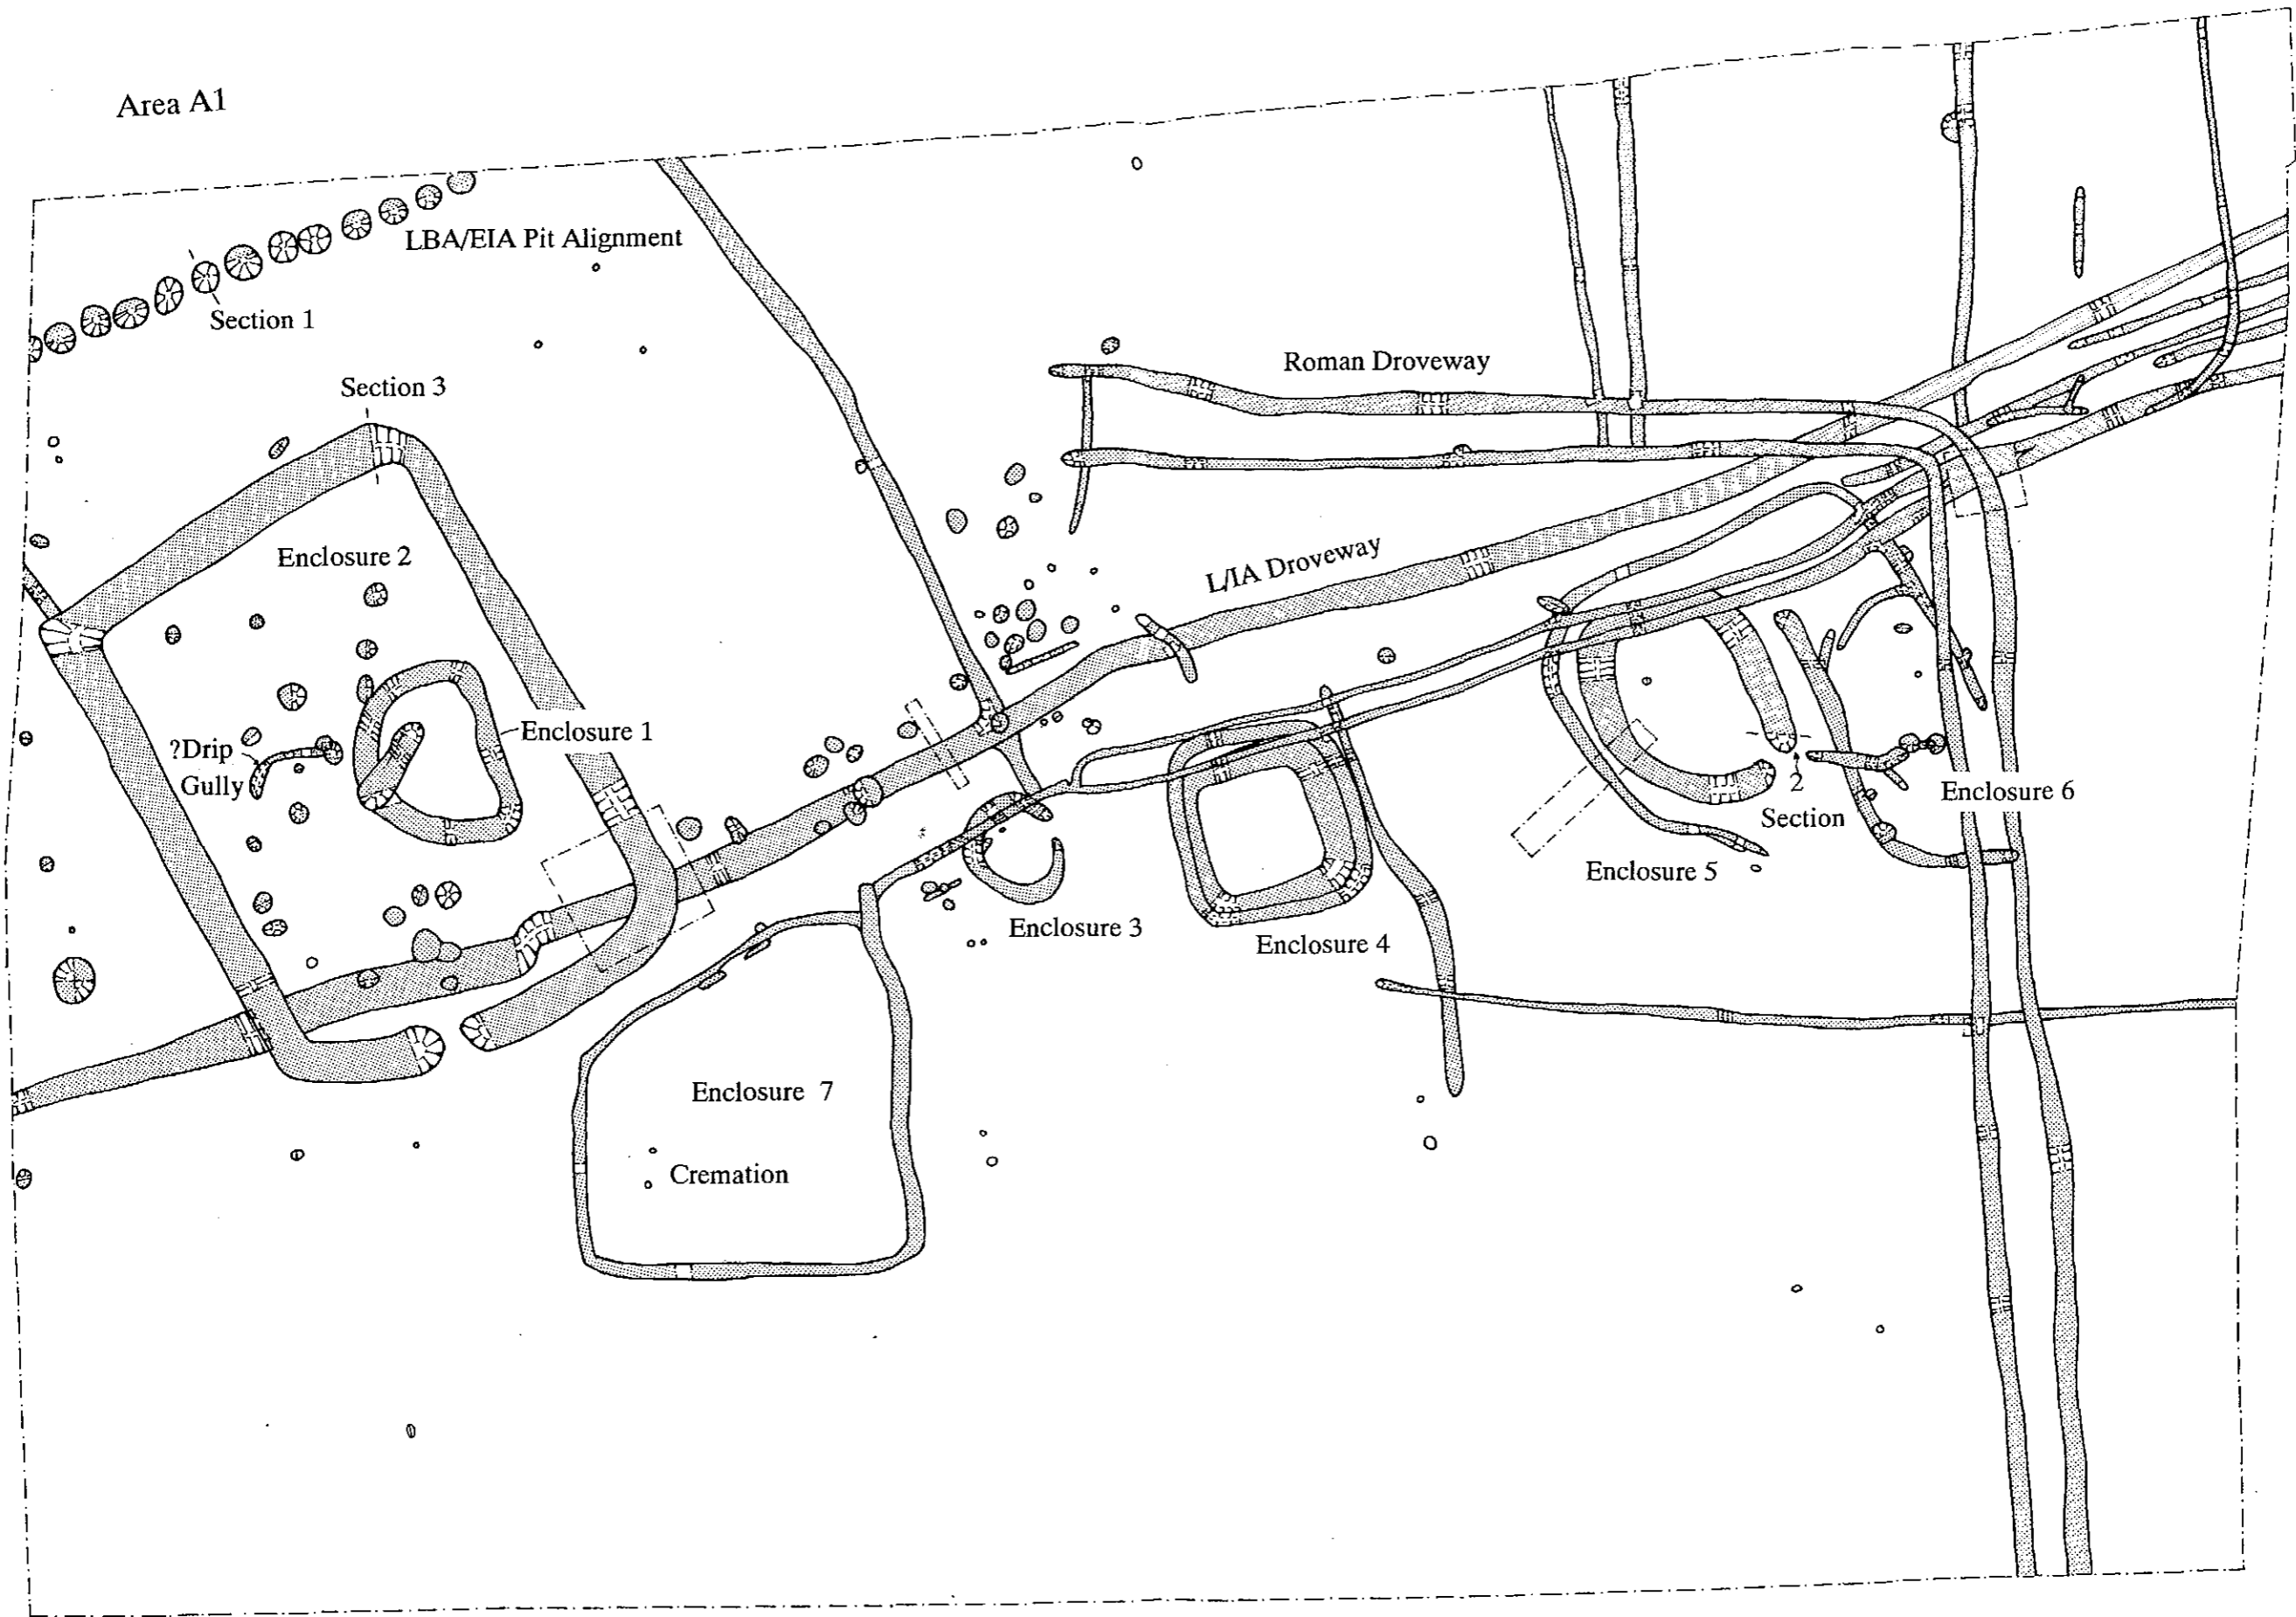 Area A1
LBA/EIA Pit Alignment
Section 1
Roman Droveway
Section 3
Enclosure 2
L/IA Droveway
Enclosure 1
?Drip
Gully
2
Section
Enclosure 6
Enclosure 5
Enclosure 3
Enclosure 4
Enclosure 7
Cremation